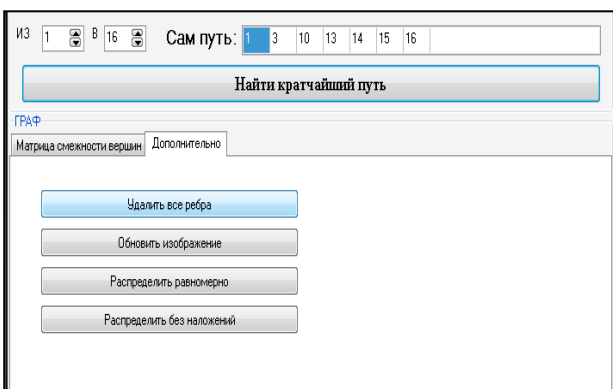 ИЗ 1 В 16 Сам путь: 1 3 10 13 14 15 16
Найти кратчайший путь
ГРАФ
Матрица смежности вершин Дополнительно
Удалить все ребра
Обновить изображение
Распределить равномерно
Распределить без наложений